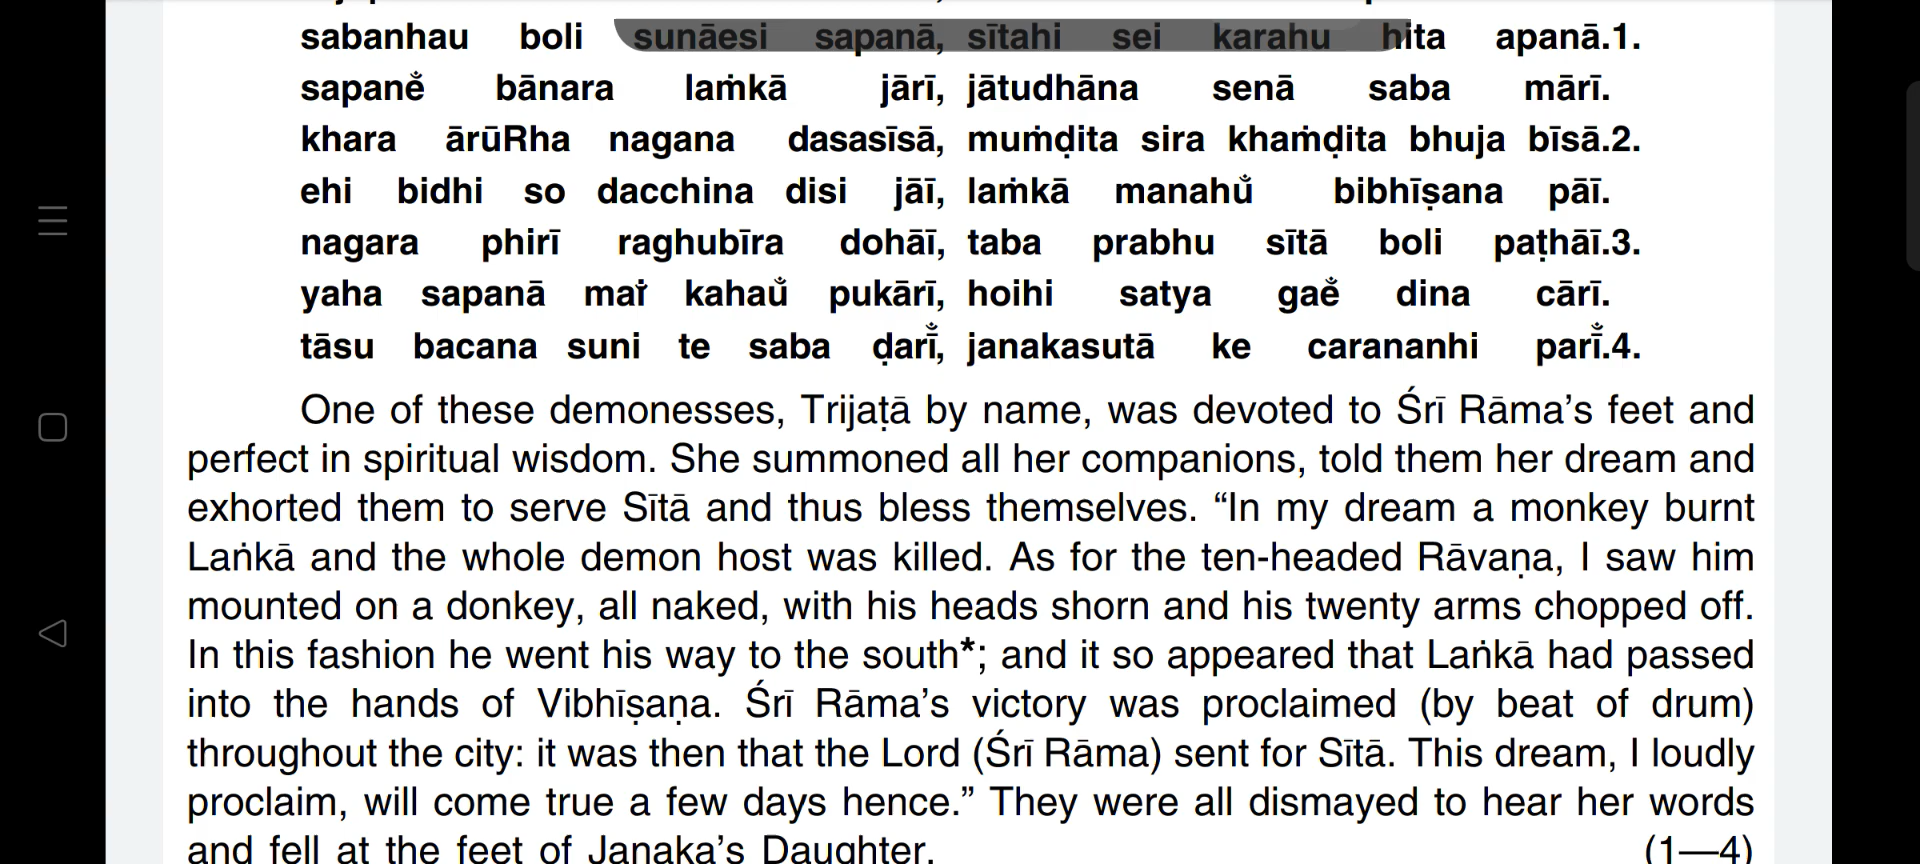 sabanhau boli sunāesi sapanā, sītahi sei karahu hita apanā.1.
sapanė̆ bānara laṁkā jārī, jātudhāna senā saba mārī.
khara ārūRha nagana dasasīsā, muṁḍita sira khaṁḍita bhuja bīsā.2.
ehi bidhi so dacchina disi jāī, laṁkā manahu̐ bibhīṣana pāī.
nagara phirī raghubīra dohāī, taba prabhu sītā boli paṭhāī.3.
yaha sapanā mai̐ kahau̐ pukārī, hoihi satya gae̐ dina cārī.
tāsu bacana suni te saba ḍarī̐, janakasutā ke carananhi parī̐.4.
One of these demonesses, Trijaṭā by name, was devoted to Śrī Rāma’s feet and
perfect in spiritual wisdom. She summoned all her companions, told them her dream and
exhorted them to serve Sītā and thus bless themselves. “In my dream a monkey burnt
Laṅkā and the whole demon host was killed. As for the ten-headed Rāvaṇa, I saw him
mounted on a donkey, all naked, with his heads shorn and his twenty arms chopped off.
In this fashion he went his way to the south*; and it so appeared that Laṅkā had passed
into the hands of Vibhīṣaṇa. Śrī Rāma’s victory was proclaimed (by beat of drum)
throughout the city: it was then that the Lord (Śrī Rāma) sent for Sītā. This dream, I loudly
proclaim, will come true a few days hence.” They were all dismayed to hear her words
and fell at the feet of Janaka’s Daughter. (1—4)